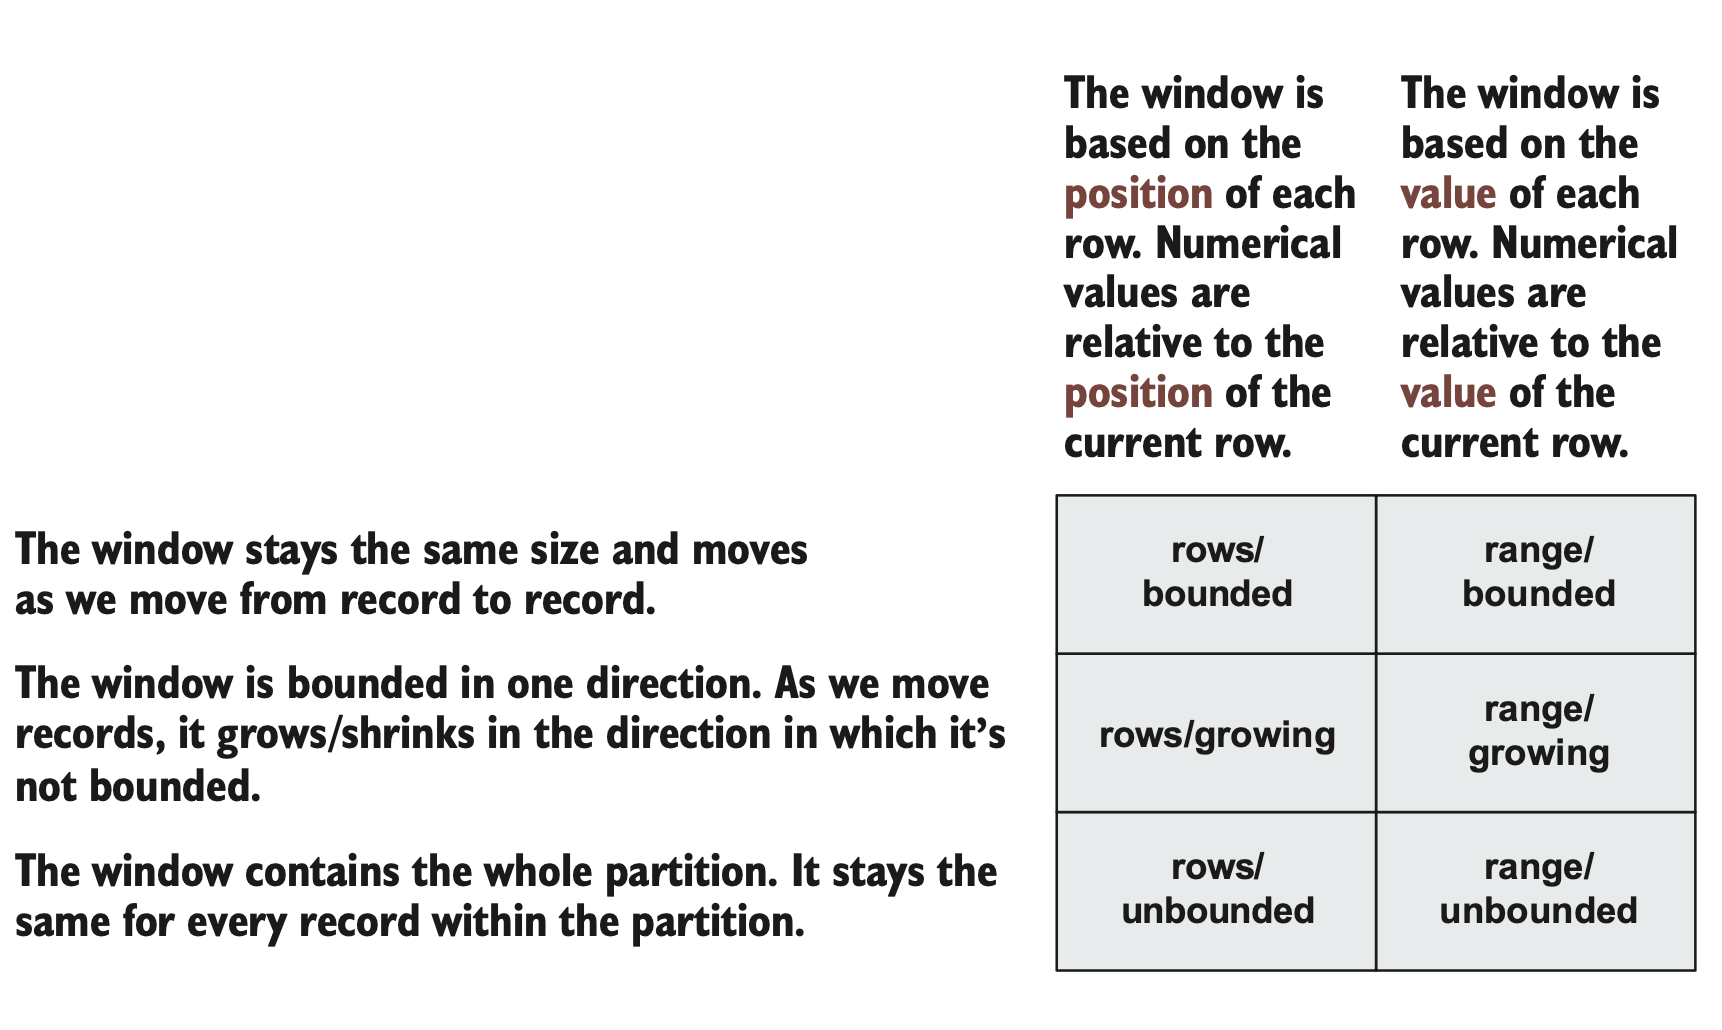 The window is
based on the
position of each
row. Numerical
values are
relative to the
position of the
current row.
The window is
based on the
value of each
row. Numerical
values are
relative to the
value of the
current row.
The window stays the same size and moves
as we move from record to record.
rows/
bounded
range/
bounded
The window is bounded in one direction. As we move
records, it grows/shrinks in the direction in which it’s
not bounded.
rows/growing
range/
growing
The window contains the whole partition. It stays the
same for every record within the partition.
rows/
unbounded
range/
unbounded